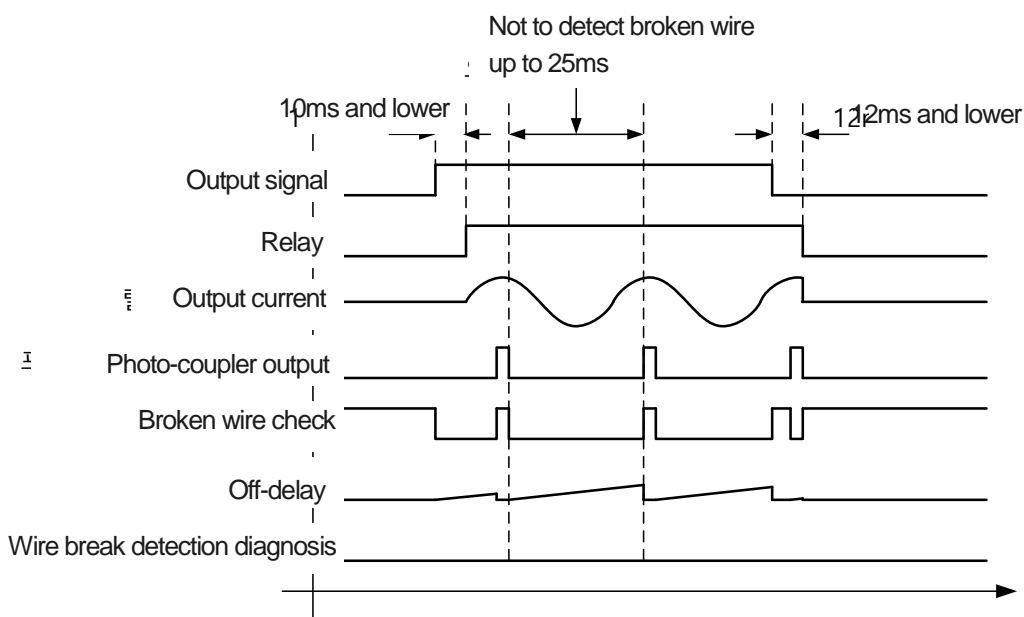 Not to detect broken wire
up to 25ms
10ms and lower
12ms and lower
Output signal
Relay
Output current
Photo-coupler output
Broken wire check
Off-delay
Wire break detection diagnosis